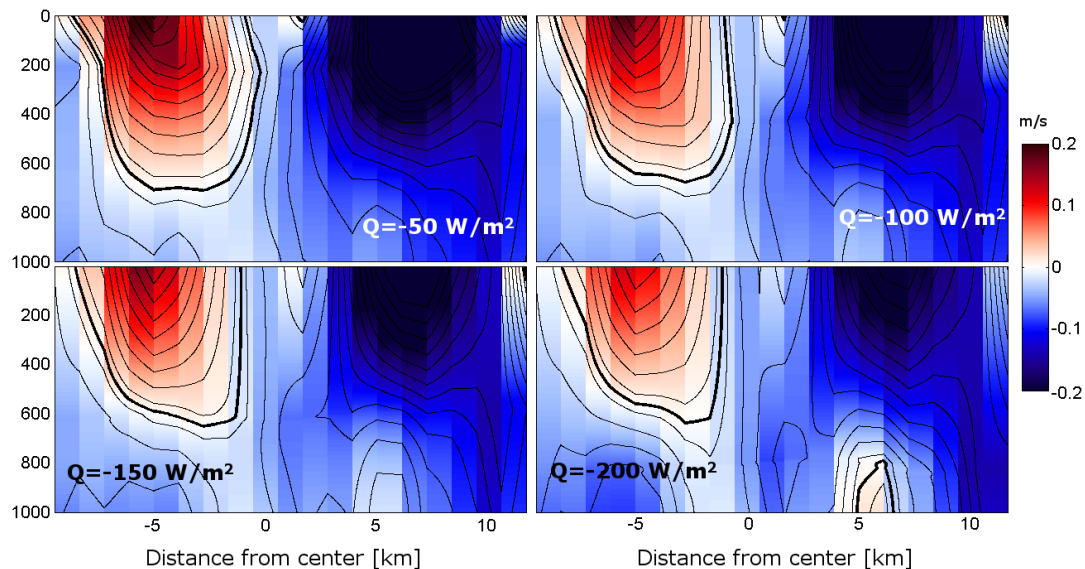 0
200
400
600
800
1000
Q=-50 W/m²
Q=-100 W/m²
m/s
0.2
0.1
0
-0.1
-0.2
200
400
600
800
1000
Q=-150 W/m²
Q=-200 W/m²
-5 0 5 10
-5 0 5 10
Distance from center [km]
Distance from center [km]